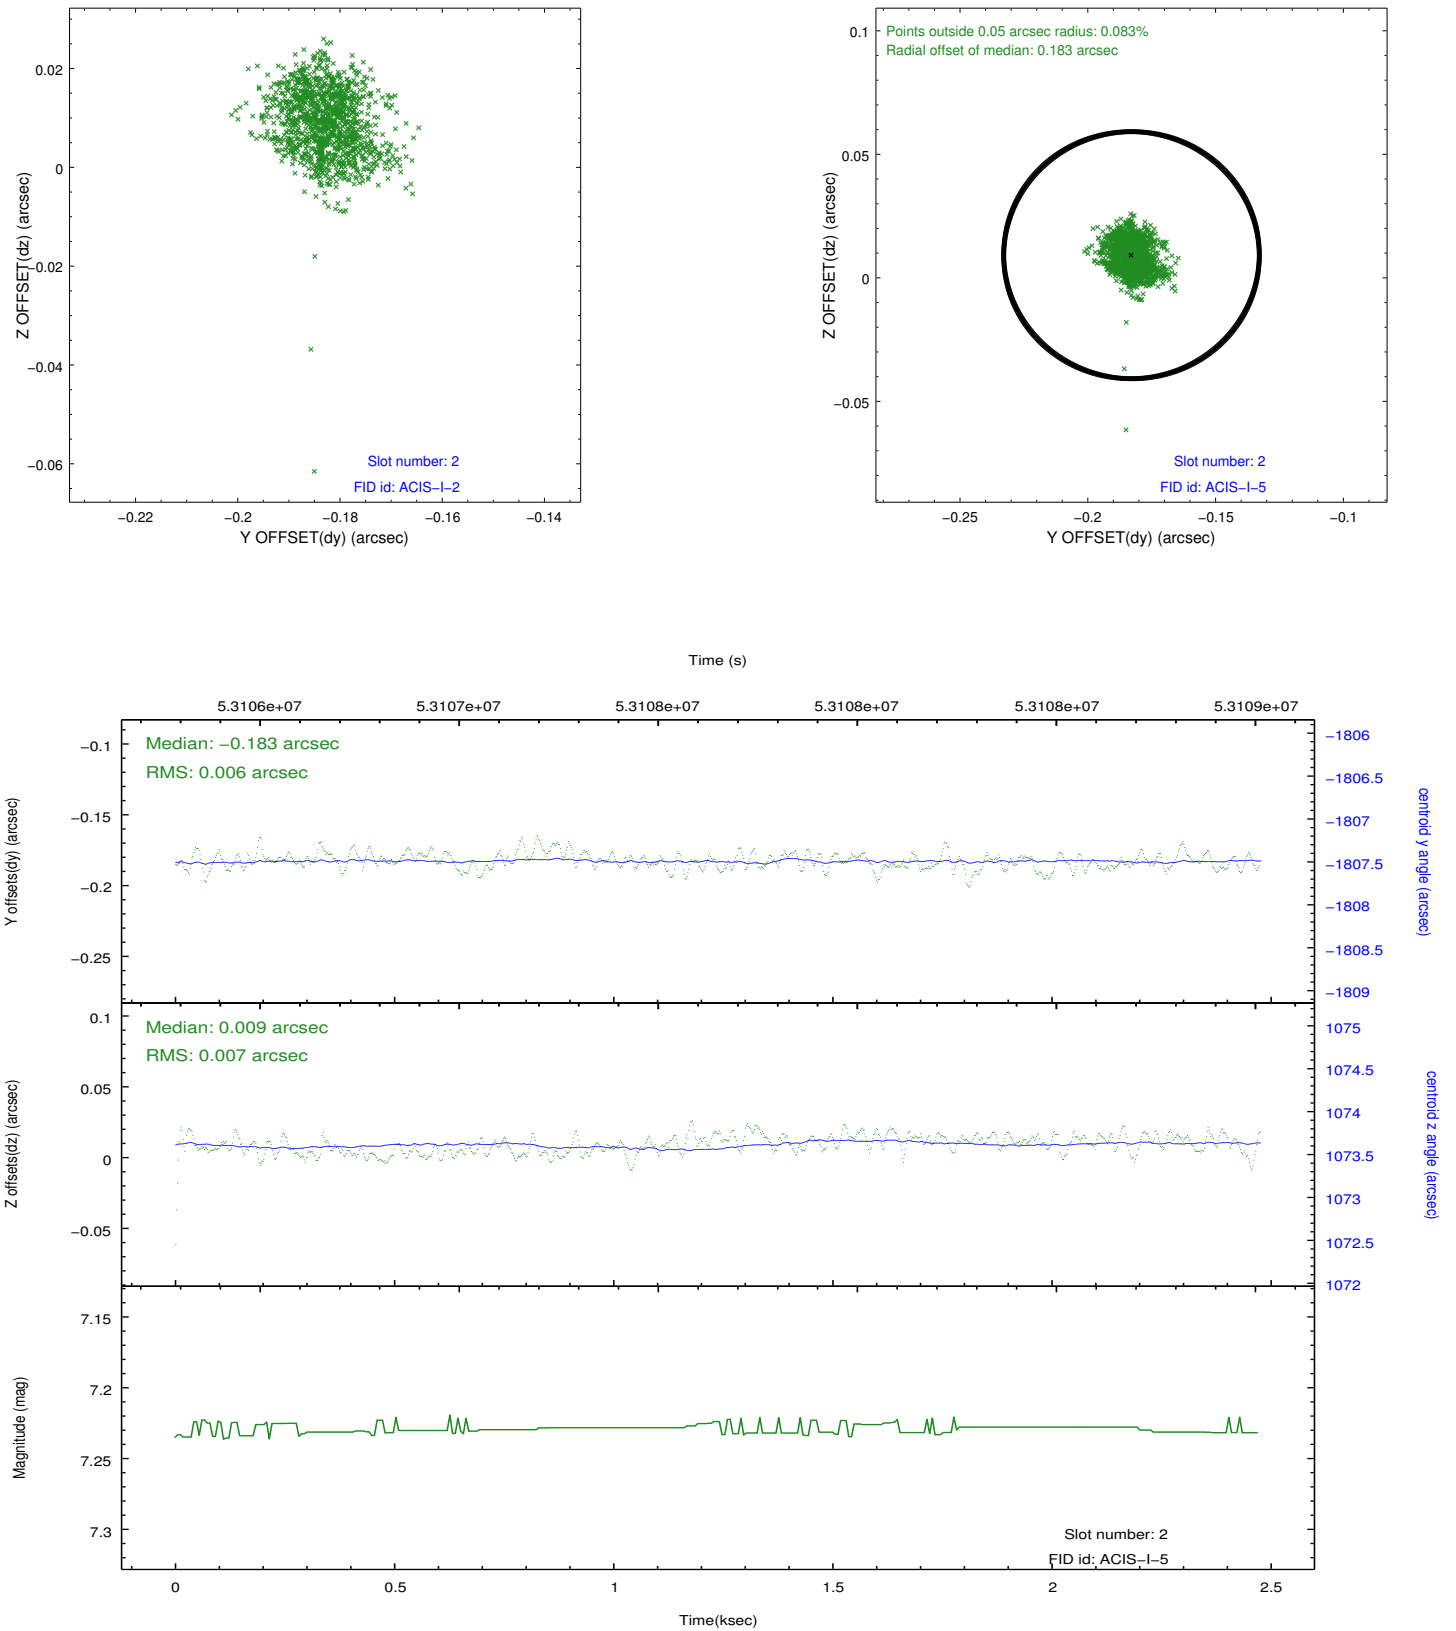 0.02
0
−0.02
−0.04
−0.06
Z OFFSET(dz) (arcsec)
Slot number: 2
FID id: ACIS−I−2
−0.22
−0.2
−0.18
−0.16
−0.14
Y OFFSET(dy) (arcsec)
Points outside 0.05 arcsec radius: 0.083%
Radial offset of median: 0.183 arcsec
0.1
0.05
0
−0.05
Z OFFSET(dz) (arcsec)
Slot number: 2
FID id: ACIS−I−5
−0.25
−0.2
−0.15
−0.1
Y OFFSET(dy) (arcsec)
Time (s)
5.3106e+07
5.3107e+07
5.3108e+07
5.3108e+07
5.3108e+07
5.3109e+07
Median: −0.183 arcsec
RMS: 0.006 arcsec
−0.1
−0.15
−0.2
−0.25
Y offsets(dy) (arcsec)
−1806
−1806.5
−1807
−1807.5
−1808
−1808.5
−1809
centroid y angle (arcsec)
Median: 0.009 arcsec
RMS: 0.007 arcsec
0.1
0.05
0
−0.05
Z offsets(dz) (arcsec)
1075
1074.5
1074
1073.5
1073
1072.5
1072
centroid z angle (arcsec)
7.15
7.2
7.25
7.3
Magnitude (mag)
Slot number: 2
FID id: ACIS−I−5
0
0.5
1
1.5
2
2.5
Time(ksec)